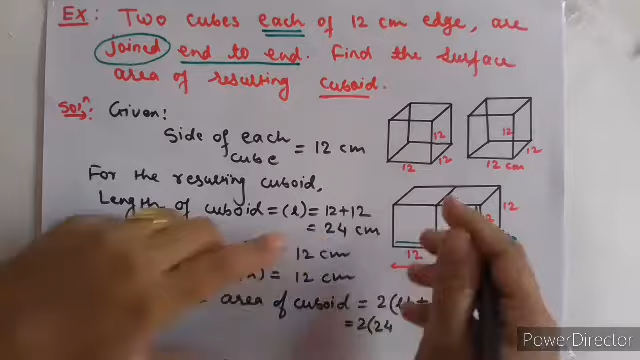 Ex: Two cubes each of 12 cm edge, are
joined end to end. Find the surface
area of resulting cuboid.
Solⁿ: Given:
Side of each cube = 12 cm
For the resulting cuboid,
Length of cuboid = (l) = 12+12
= 24 cm
12 cm
= 12 cm
area of cuboid = 2(
= 2(24
12
12
12
12
12 cm
12
12
12
12
PowerDirector